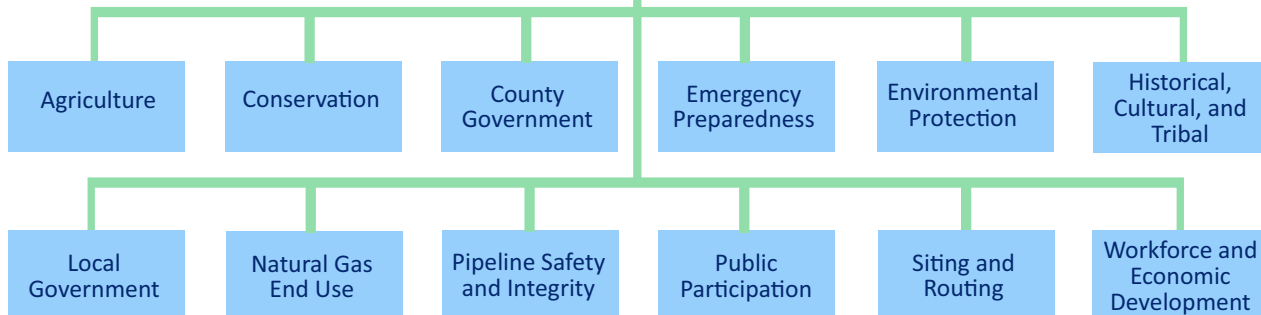 Agriculture
Conservation
County
Government
Emergency
Preparedness
Environmental
Protection
Historical,
Cultural, and
Tribal
Local
Government
Natural Gas
End Use
Pipeline Safety
and Integrity
Public
Participation
Siting and
Routing
Workforce and
Economic
Development